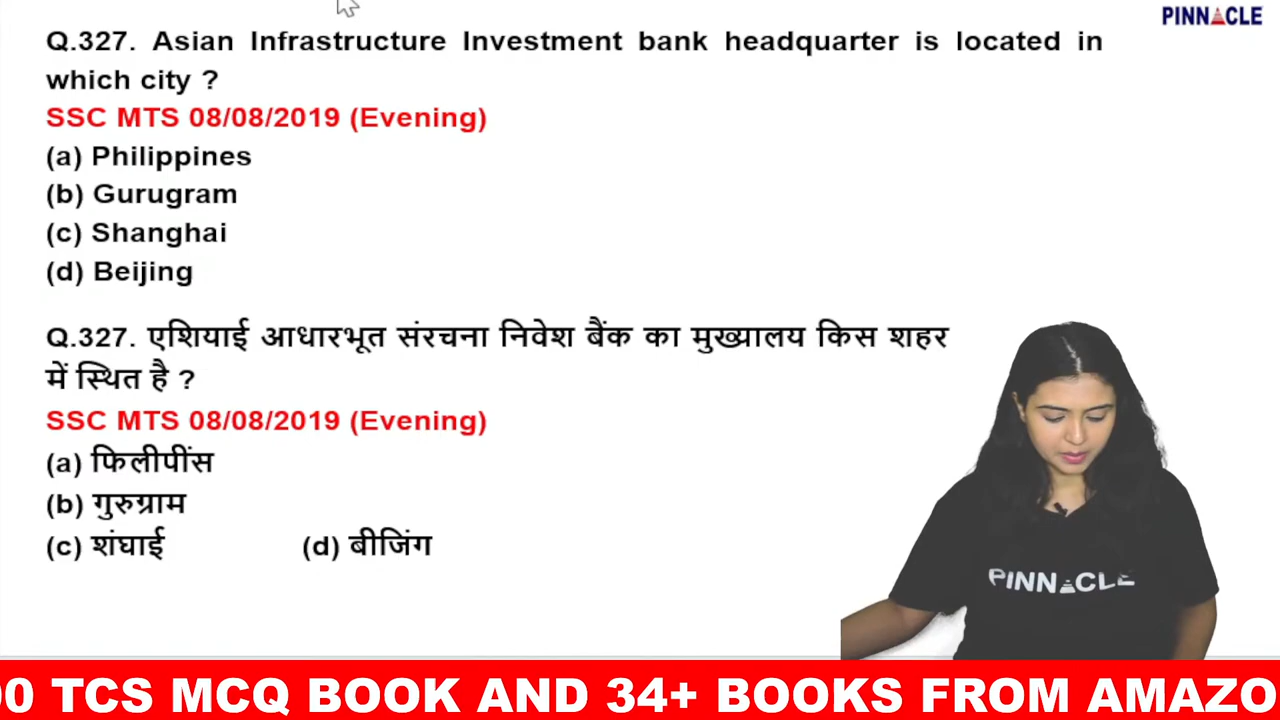 PINNACLE
Q.327. Asian Infrastructure Investment bank headquarter is located in
which city ?
SSC MTS 08/08/2019 (Evening)
(a) Philippines
(b) Gurugram
(c) Shanghai
(d) Beijing
Q.327. एशियाई आधारभूत संरचना निवेश बैंक का मुख्यालय किस शहर
में स्थित है ?
SSC MTS 08/08/2019 (Evening)
(a) फिलीपींस
(b) गुरुग्राम
(c) शंघाई (d) बीजिंग
PINNACLE
00 TCS MCQ BOOK AND 34+ BOOKS FROM AMAZO